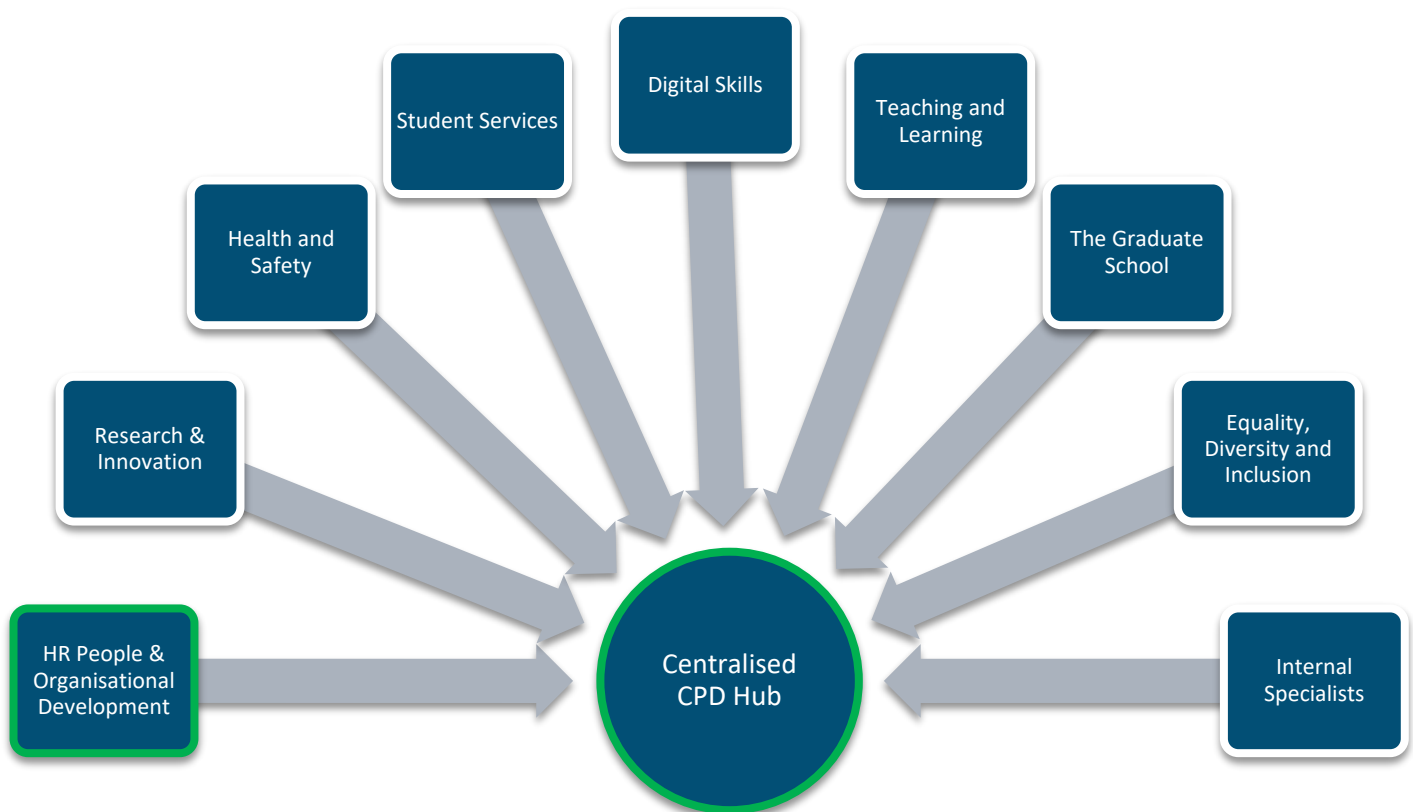 Digital Skills
Student Services
Teaching and
Learning
Health and
Safety
The Graduate
School
Research &
Innovation
Equality,
Diversity and
Inclusion
HR People &
Organisational
Development
Centralised
CPD Hub
Internal
Specialists